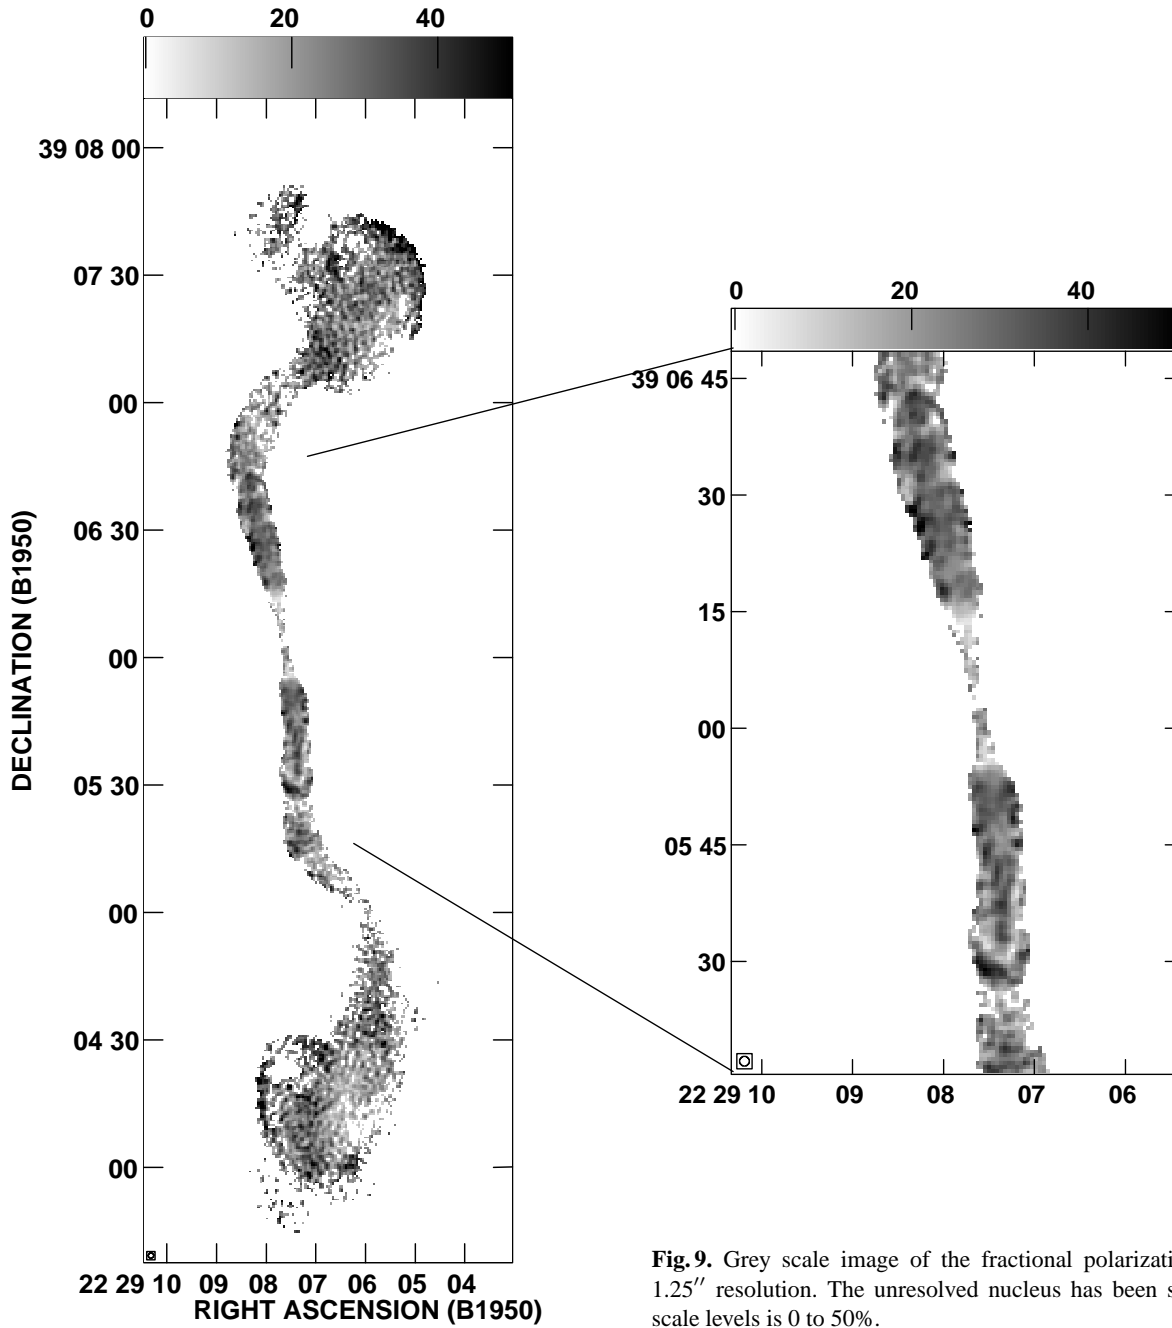 0 20 40
39 08 00
07 30
00
06 30
00
05 30
00
04 30
00
DECLINATION (B1950)
22 29 10 09 08 07 06 05 04
RIGHT ASCENSION (B1950)
0 20 40
39 06 45
30
15
00
05 45
30
22 29 10 09 08 07 06
Fig. 9. Grey scale image of the fractional polarizati
1.25″ resolution. The unresolved nucleus has been s
scale levels is 0 to 50%.